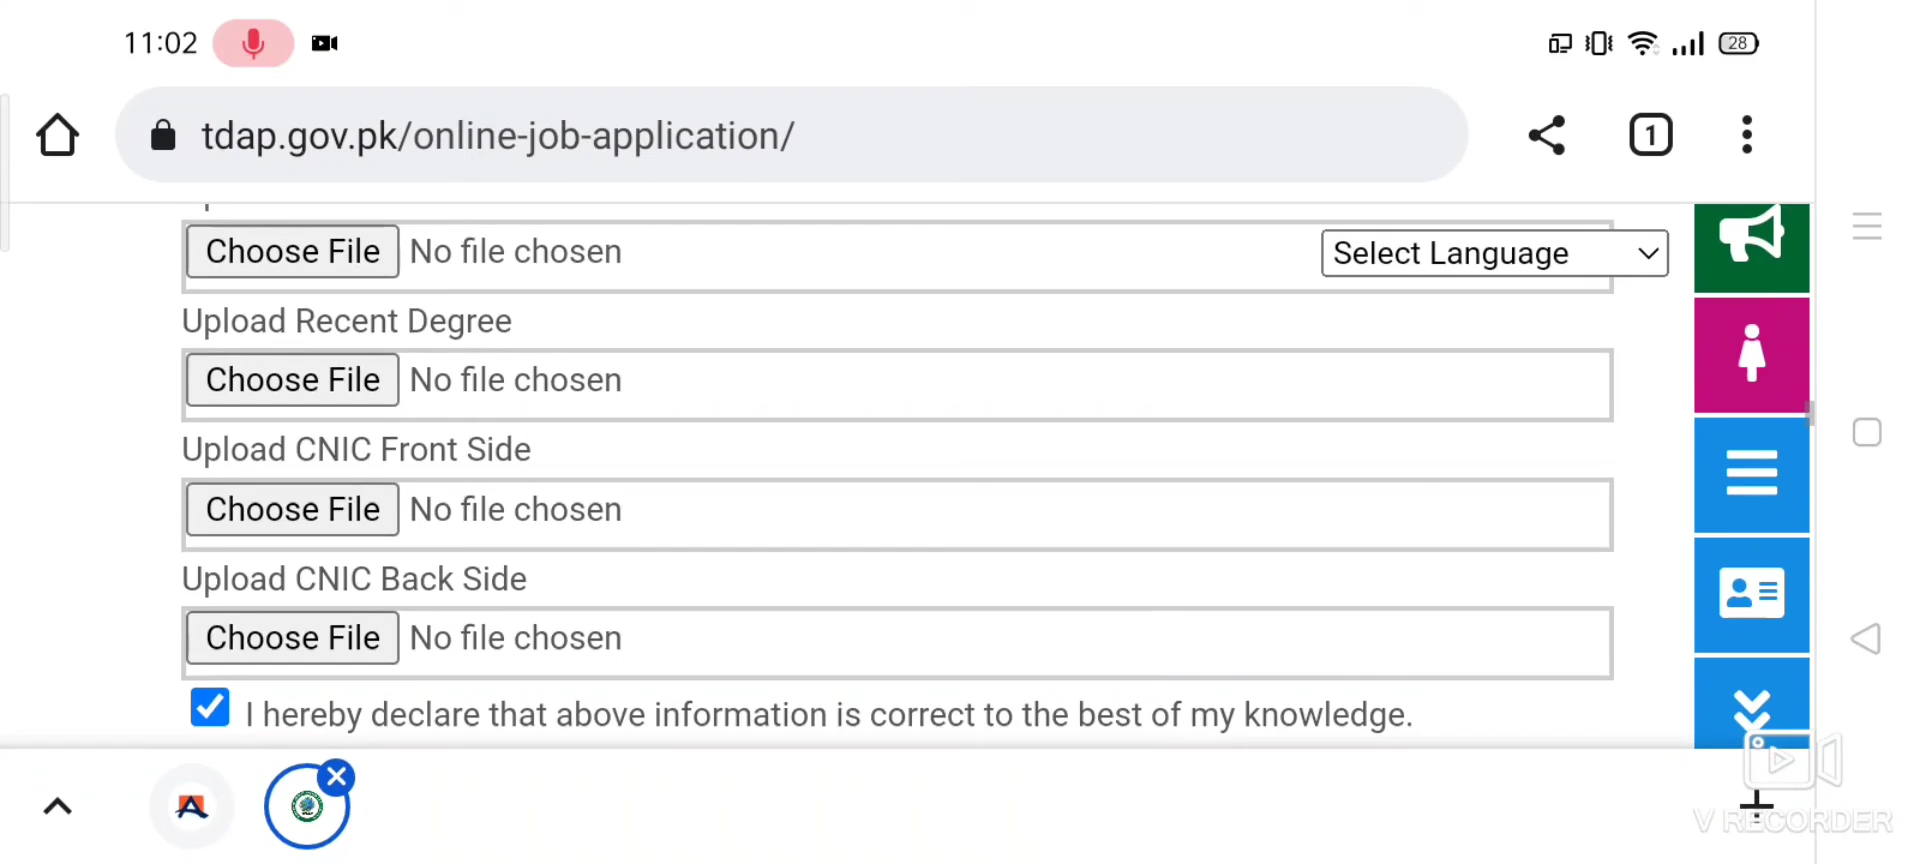 11:02
28
tdap.gov.pk/online-job-application/
1
Choose File No file chosen
Select Language
Upload Recent Degree
Choose File No file chosen
Upload CNIC Front Side
Choose File No file chosen
Upload CNIC Back Side
Choose File No file chosen
I hereby declare that above information is correct to the best of my knowledge.
V RECORDER